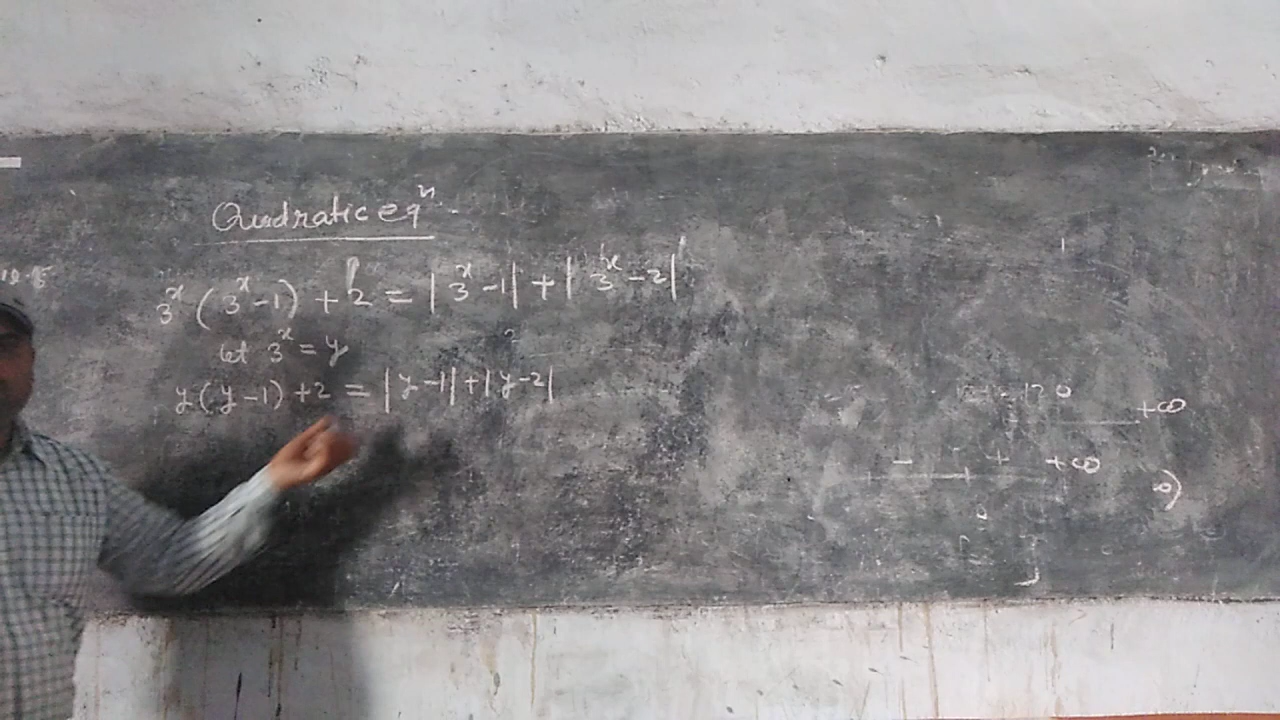 Quadratic eqⁿ
3ˣ(3ˣ-1)+2=|3ˣ-1|+|3ˣ-2|
let 3ˣ=y
y(y-1)+2=|y-1|+|y-2|
+∞
- + +∞